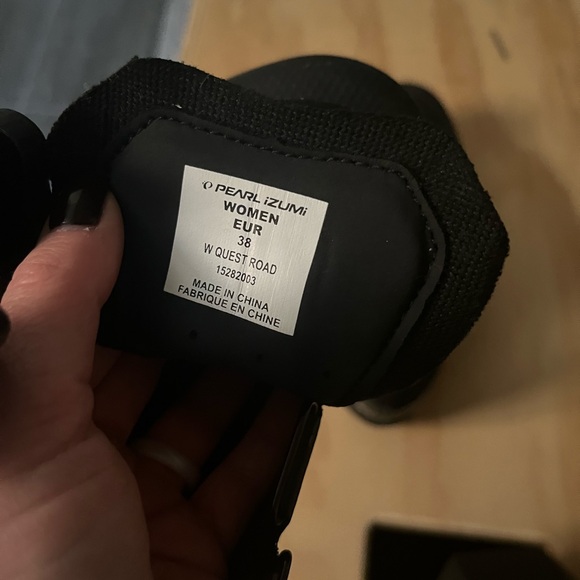 PEARL iZUMi
WOMEN
EUR
38
W QUEST ROAD
15282003
MADE IN CHINA
FABRIQUE EN CHINE